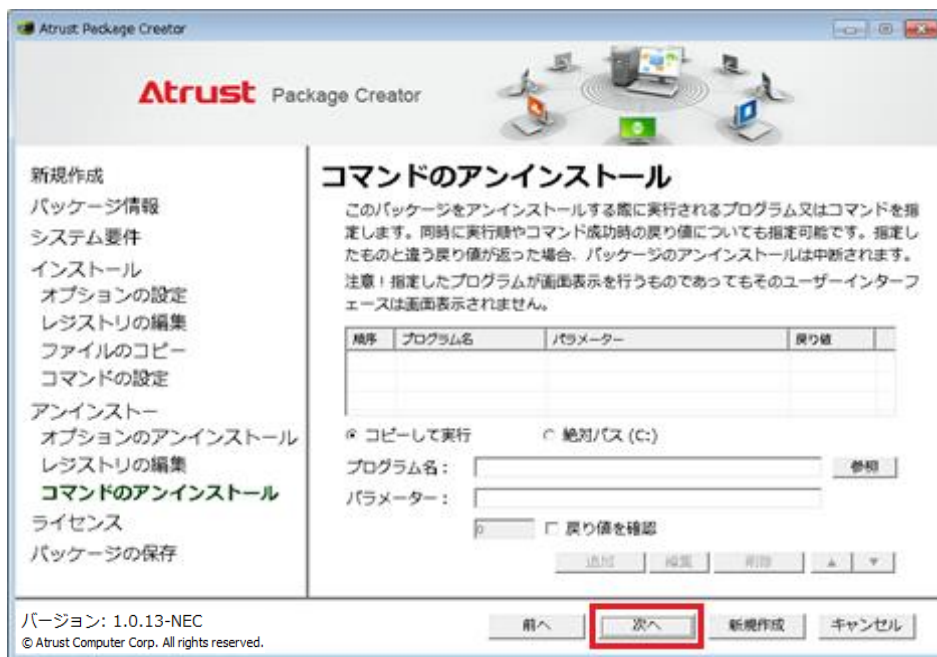 Atrust Package Creator
Atrust Package Creator
新規作成
パッケージ情報
システム要件
インストール
オプションの設定
レジストリの編集
ファイルのコピー
コマンドの設定
アンインストー
オプションのアンインストール
レジストリの編集
コマンドのアンインストール
ライセンス
パッケージの保存
コマンドのアンインストール
このパッケージをアンインストールする際に実行されるプログラム又はコマンドを指
定します。同時に実行順やコマンド成功時の戻り値についても指定可能です。指定し
たものと違う戻り値が返った場合、パッケージのアンインストールは中断されます。
注意！指定したプログラムが画面表示を行うものであってもそのユーザーインターフ
ェースは画面表示されません。
順序 プログラム名 パラメーター 戻り値
コピーして実行 絶対パス (C:)
プログラム名： 参照
パラメーター：
0 戻り値を確認
追加 編集 削除 ▲ ▼
バージョン: 1.0.13-NEC
© Atrust Computer Corp. All rights reserved.
前へ 次へ 新規作成 キャンセル